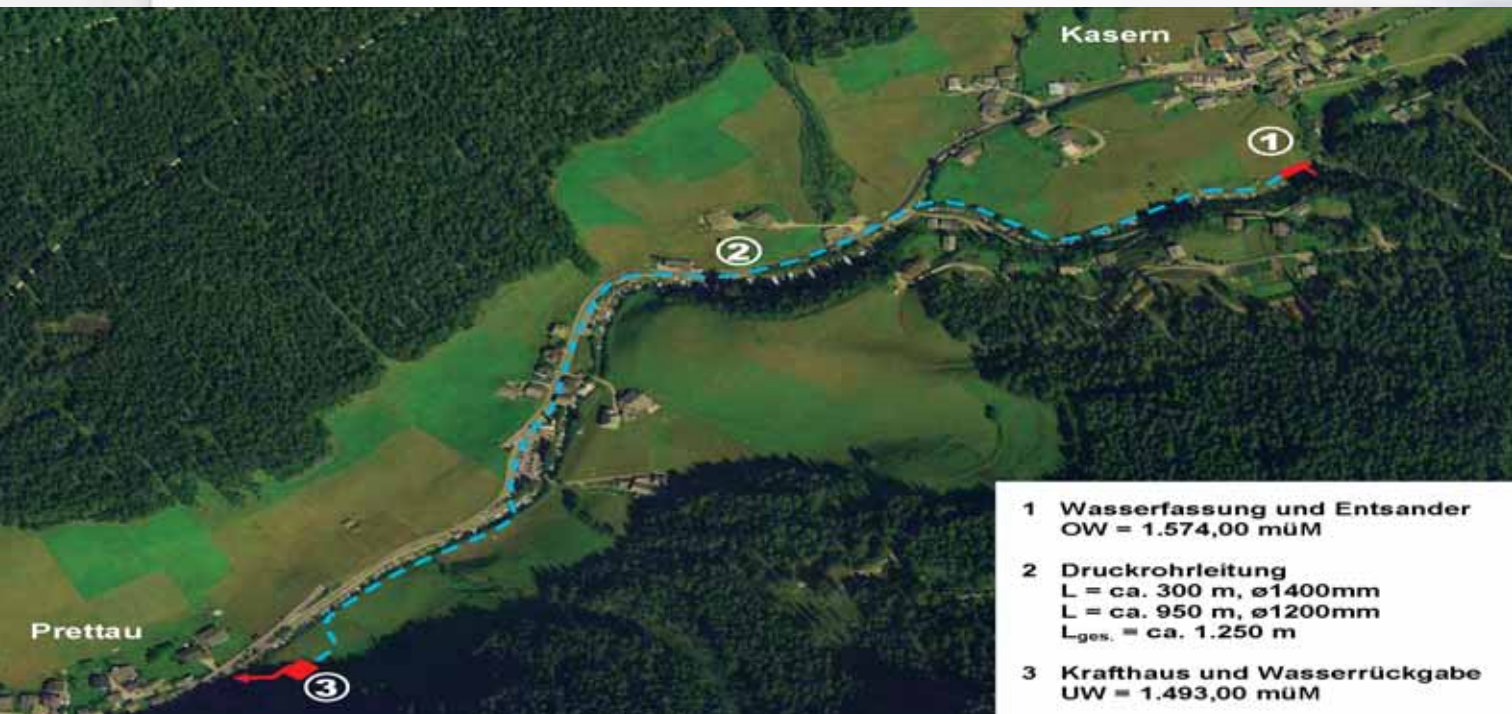 Kasern
①
②
1 Wasserfassung und Entsander
OW = 1.574,00 müM
2 Druckrohrleitung
L = ca. 300 m, ø1400mm
L = ca. 950 m, ø1200mm
Lges. = ca. 1.250 m
Prettau
③
3 Krafthaus und Wasserrückgabe
UW = 1.493,00 müM